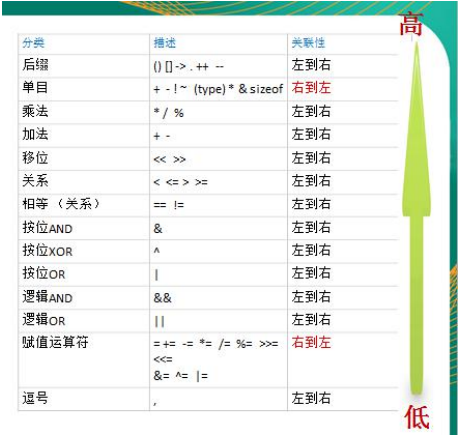 高
分类 描述 关联性
后缀 () [] -> . ++ -- 左到右
单目 + - ! ~ (type) * & sizeof 右到左
乘法 * / % 左到右
加法 + - 左到右
移位 << >> 左到右
关系 < <= > >= 左到右
相等 （关系） == != 左到右
按位AND & 左到右
按位XOR ^ 左到右
按位OR | 左到右
逻辑AND && 左到右
逻辑OR || 左到右
赋值运算符 = += -= *= /= %= >>= 右到左
<<=
&= ^= |=
逗号 , 左到右
低